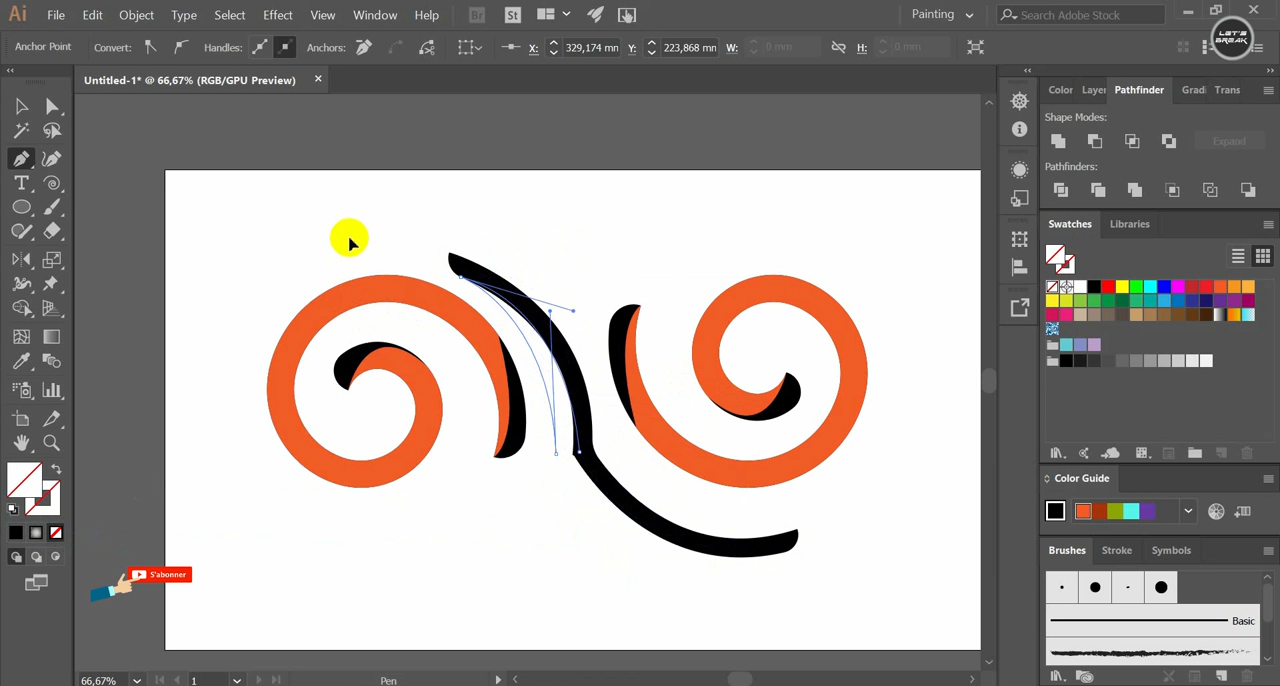 Ai File Edit Object Type Select Effect View Window Help Br St Painting Search Adobe Stock
LET'S BREAK
Anchor Point Convert: Handles: Anchors: X: 329,174 mm Y: 223,868 mm W: 0 mm H: 0 mm
Untitled-1* @ 66,67% (RGB/GPU Preview)
Color Layer Pathfinder Gradi Trans
Shape Modes:
Expand
Pathfinders:
Swatches Libraries
Color Guide
Brushes Stroke Symbols
Basic
S'abonner
66,67% 1 Pen